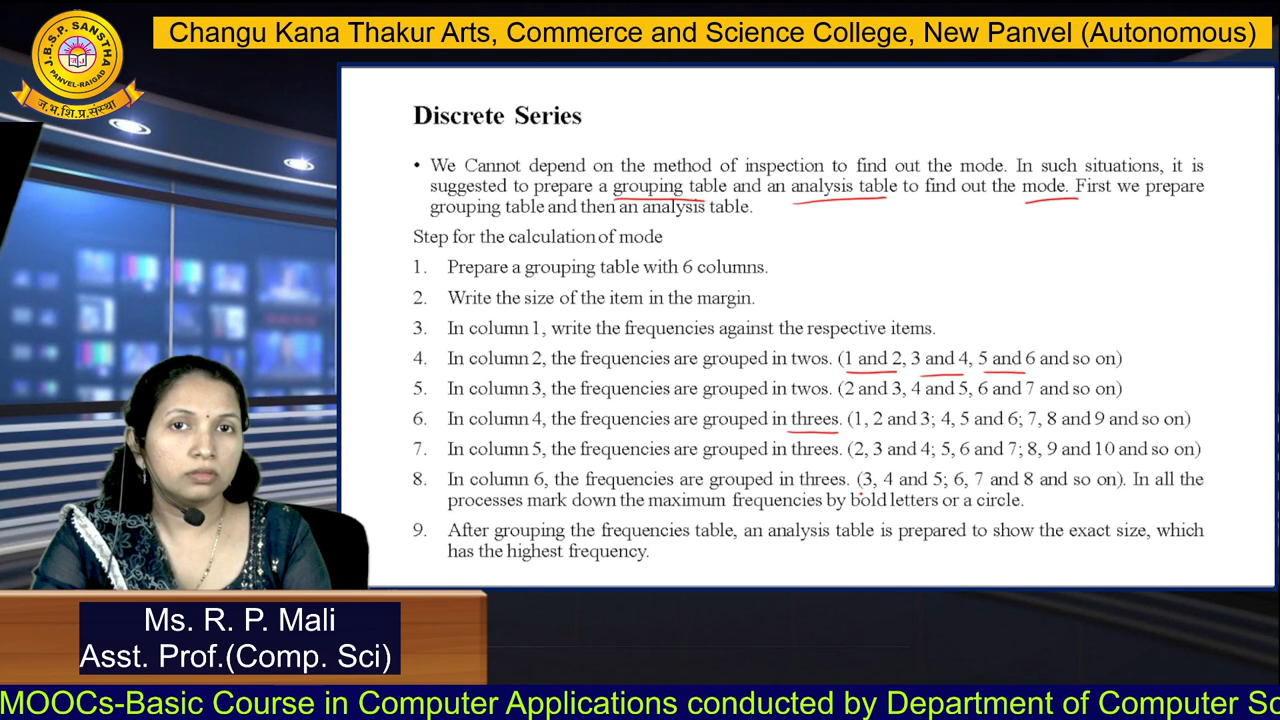 J.B.S.P. SANSTHA
PANVEL-RAIGAD
ज.भ.शि.प्र.संस्था
Changu Kana Thakur Arts, Commerce and Science College, New Panvel (Autonomous)
Discrete Series
• We Cannot depend on the method of inspection to find out the mode. In such situations, it is
suggested to prepare a grouping table and an analysis table to find out the mode. First we prepare
grouping table and then an analysis table.
Step for the calculation of mode
1. Prepare a grouping table with 6 columns.
2. Write the size of the item in the margin.
3. In column 1, write the frequencies against the respective items.
4. In column 2, the frequencies are grouped in twos. (1 and 2, 3 and 4, 5 and 6 and so on)
5. In column 3, the frequencies are grouped in twos. (2 and 3, 4 and 5, 6 and 7 and so on)
6. In column 4, the frequencies are grouped in threes. (1, 2 and 3; 4, 5 and 6; 7, 8 and 9 and so on)
7. In column 5, the frequencies are grouped in threes. (2, 3 and 4; 5, 6 and 7; 8, 9 and 10 and so on)
8. In column 6, the frequencies are grouped in threes. (3, 4 and 5; 6, 7 and 8 and so on). In all the
processes mark down the maximum frequencies by bold letters or a circle.
9. After grouping the frequencies table, an analysis table is prepared to show the exact size, which
has the highest frequency.
Ms. R. P. Mali
Asst. Prof.(Comp. Sci)
MOOCs-Basic Course in Computer Applications conducted by Department of Computer Sc